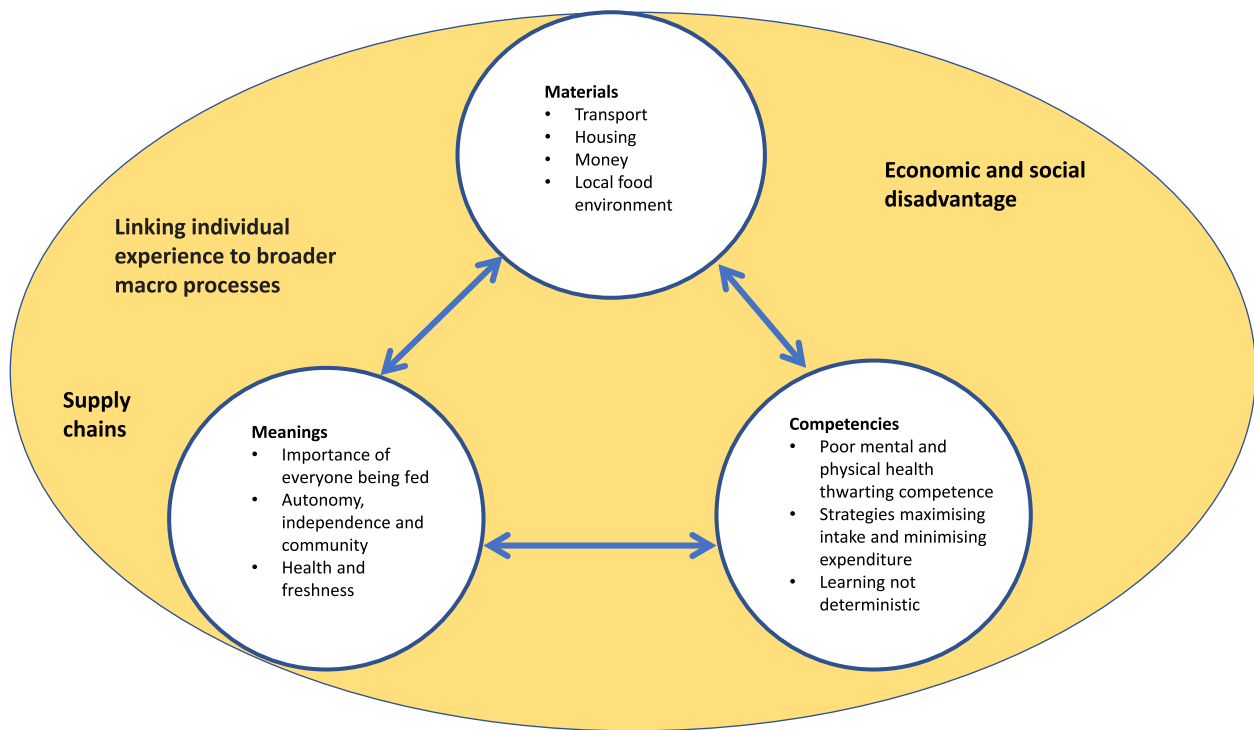 Materials
• Transport
• Housing
• Money
• Local food
environment
Economic and social
disadvantage
Linking individual
experience to broader
macro processes
Supply
chains
Meanings
• Importance of
everyone being fed
• Autonomy,
independence and
community
• Health and
freshness
Competencies
• Poor mental and
physical health
thwarting competence
• Strategies maximising
intake and minimising
expenditure
• Learning not
deterministic